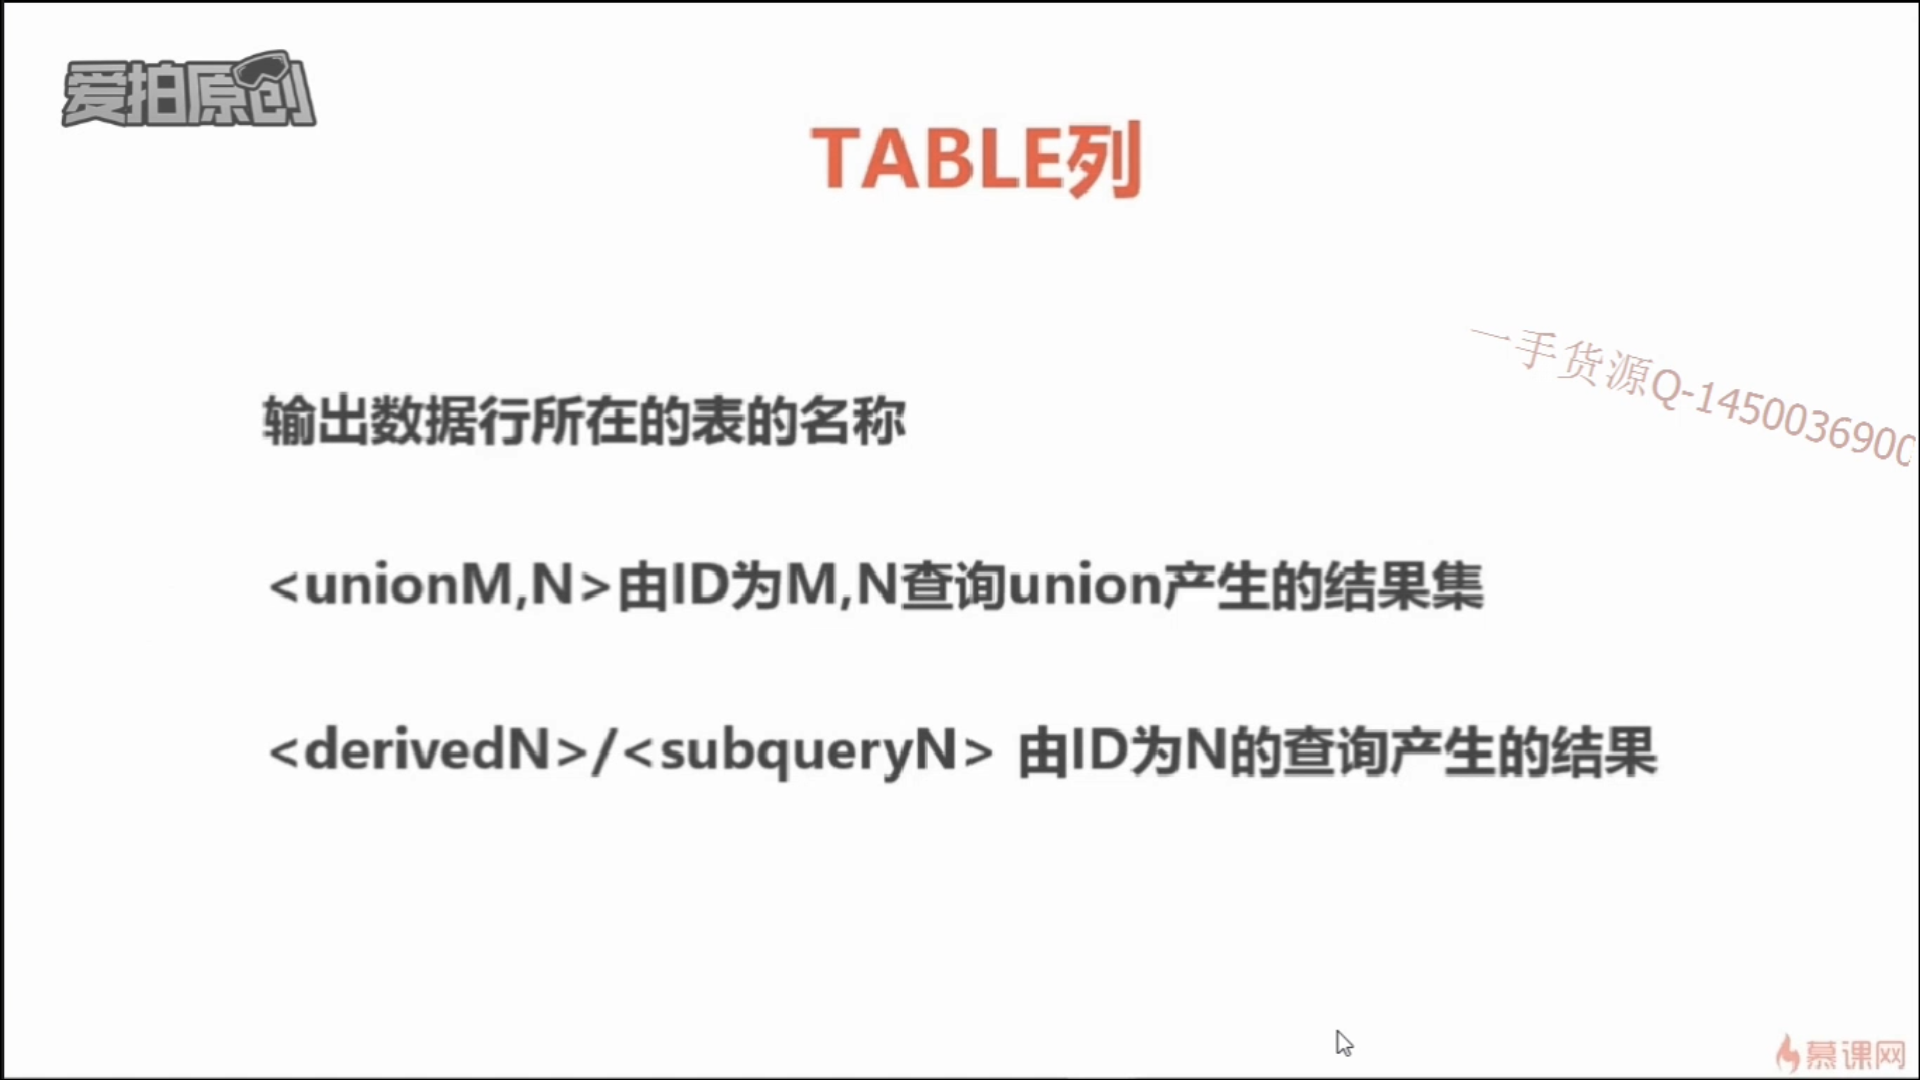 爱拍原创
TABLE列
一手货源Q-1450036900
输出数据行所在的表的名称
<unionM,N>由ID为M,N查询union产生的结果集
<derivedN>/<subqueryN> 由ID为N的查询产生的结果
慕课网